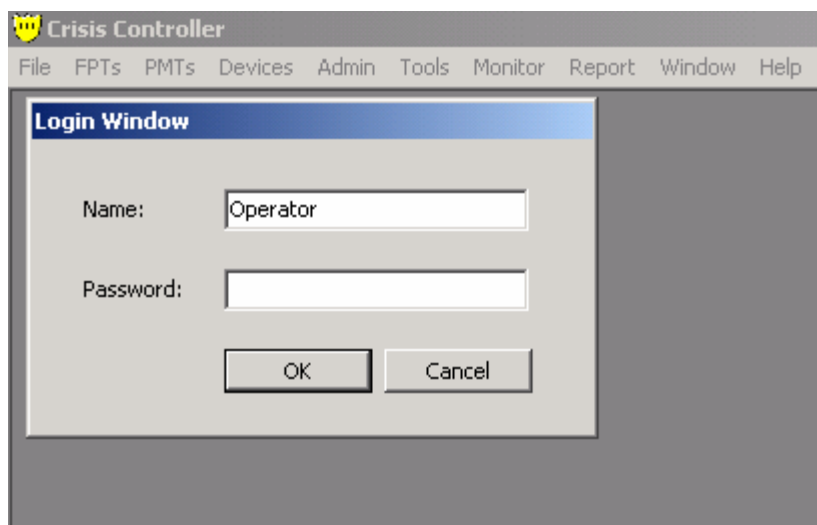 Crisis Controller
File FPTs PMTs Devices Admin Tools Monitor Report Window Help
Login Window
Name: Operator
Password:
OK Cancel